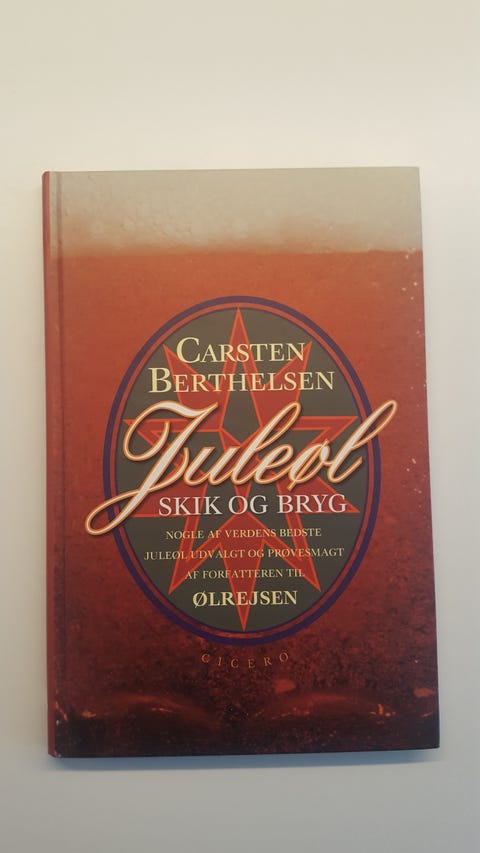 CARSTEN
BERTHELSEN
Juleøl
SKIK OG BRYG
NOGLE AF VERDENS BEDSTE
JULEØL UDVALGT OG PRØVESMAGT
AF FORFATTEREN TIL
ØLREJSEN
CICERO